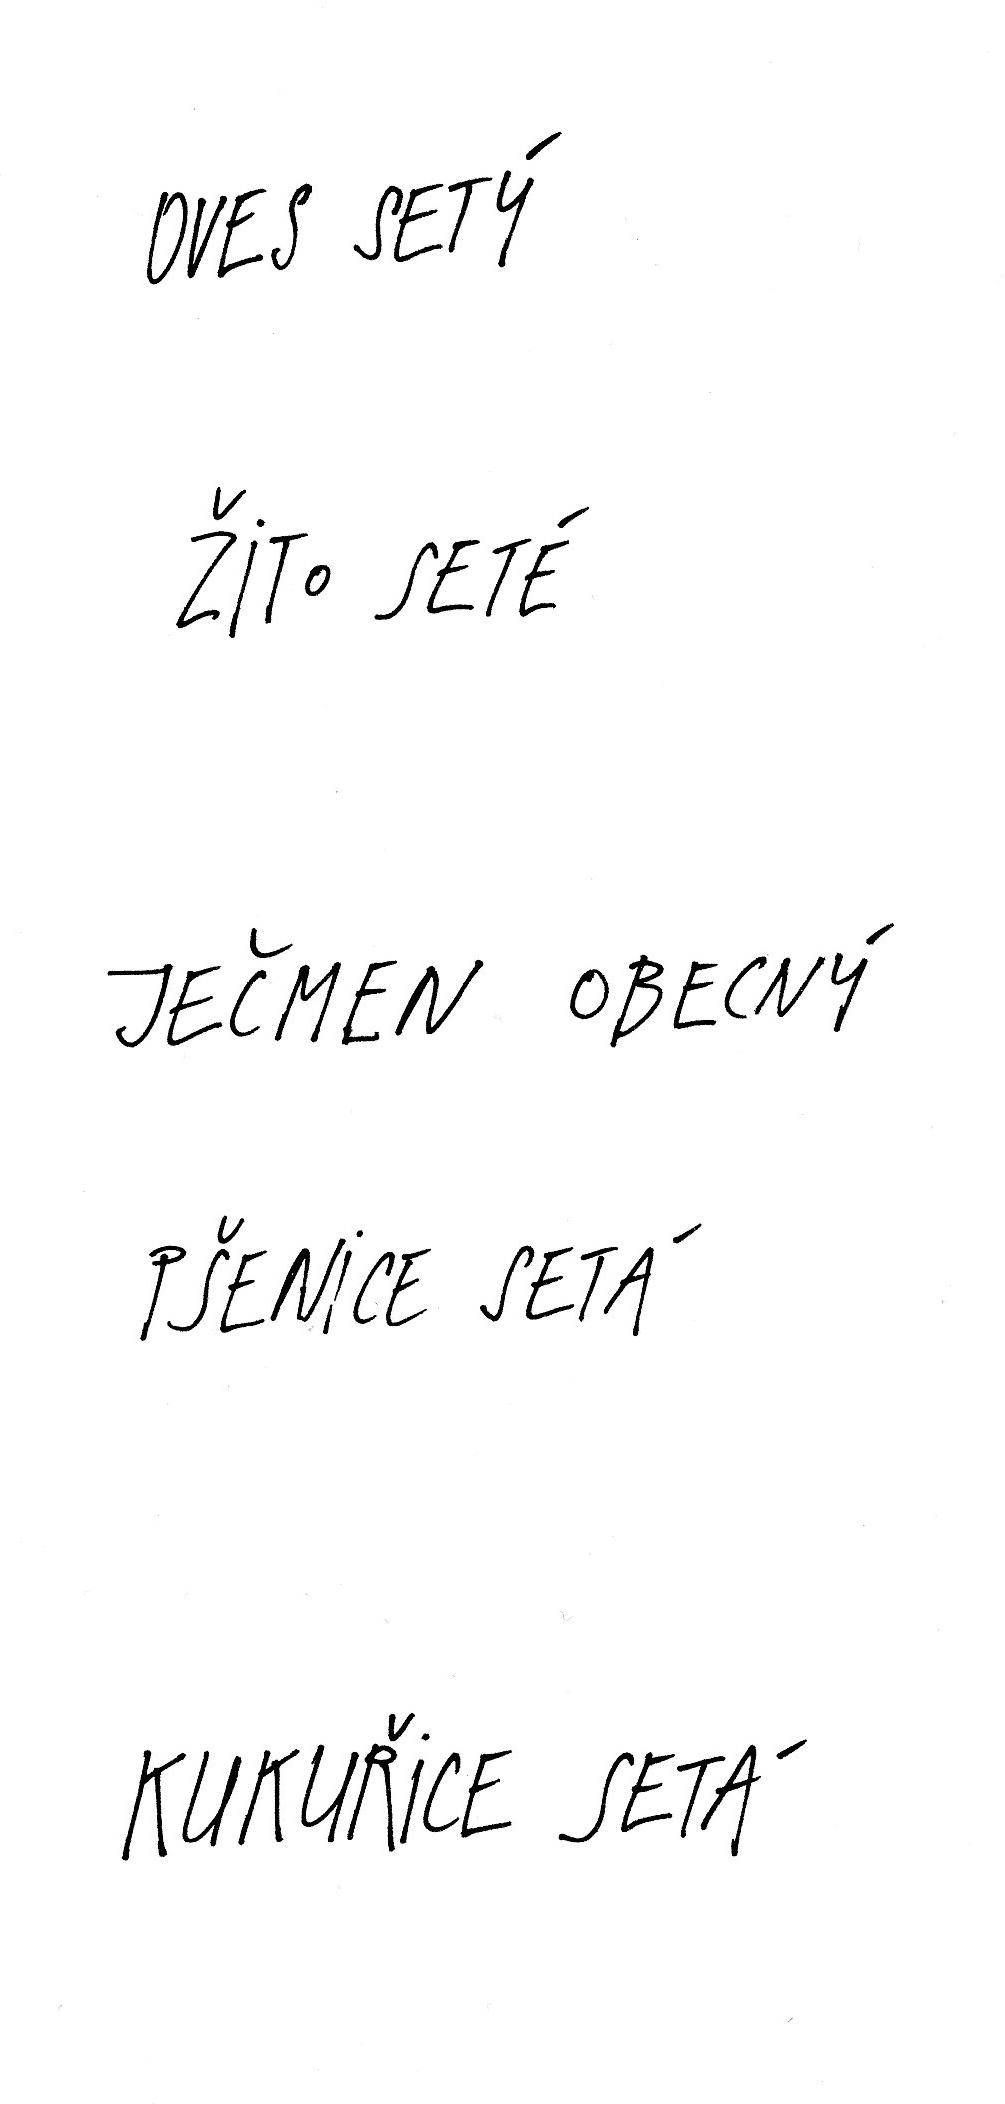 OVES SETÝ
ŽITO SETÉ
JEČMEN OBECNÝ
PŠENICE SETÁ
KUKUŘICE SETÁ